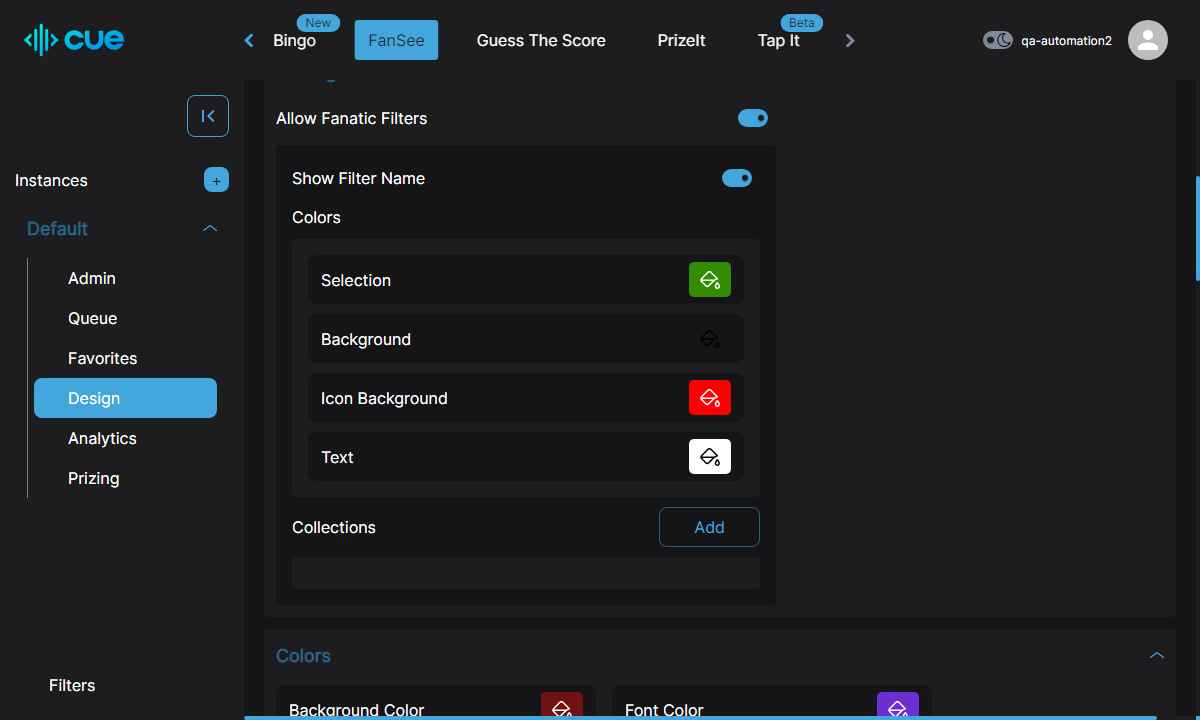 cue
Bingo
New
FanSee
Guess The Score
PrizeIt
Tap It
Beta
qa-automation2
Instances
+
Default
Admin
Queue
Favorites
Design
Analytics
Prizing
Filters
Allow Fanatic Filters
Show Filter Name
Colors
Selection
Background
Icon Background
Text
Collections
Add
Colors
Background Color
Font Color